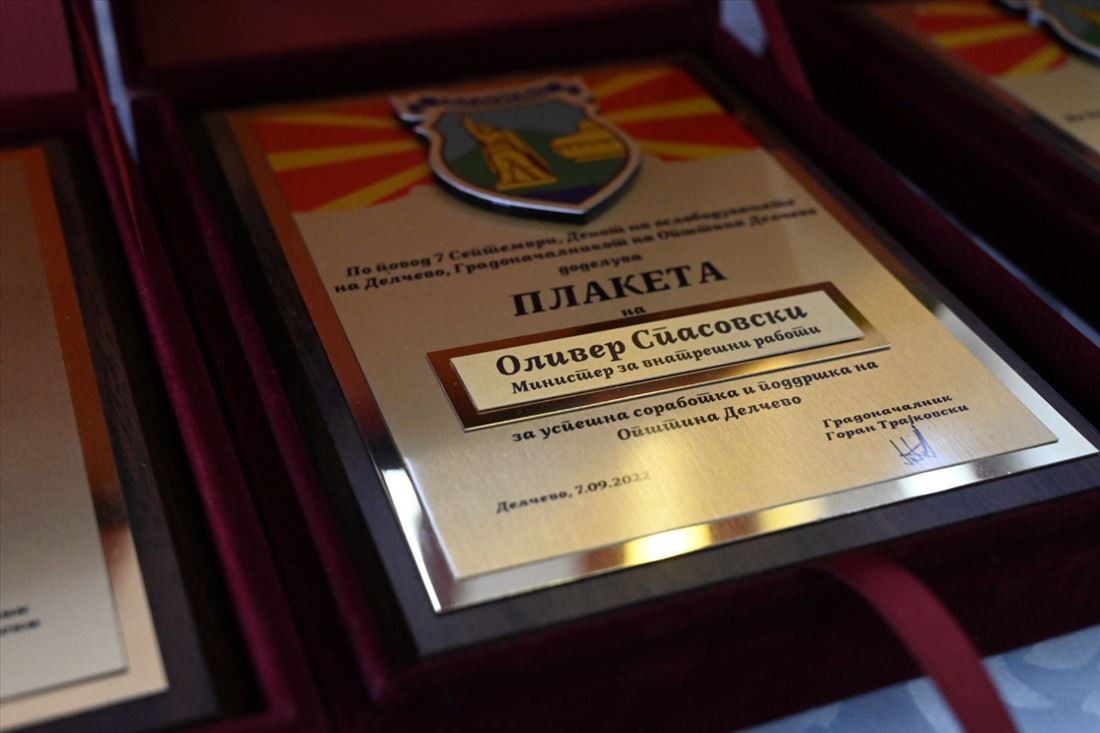 По повод 7 Септември, Денот на ослободувањето
на Делчево, Градоначалникот на Општина Делчево
доделува
ПЛАКЕТА
на
Оливер Спасовски
Министер за внатрешни работи
за успешна соработка и поддршка на
Општина Делчево
Градоначалник
Горан Трајковски
Делчево, 7.09.2022